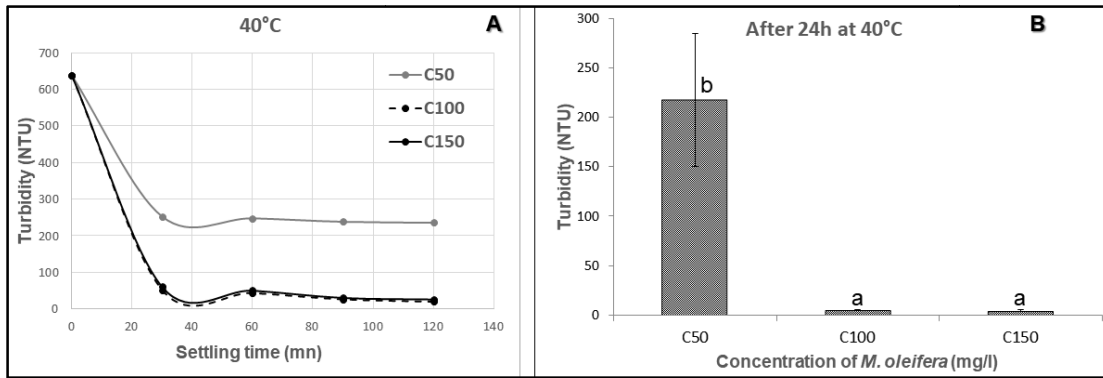 40°C
A
700
600
500
400
300
200
100
0
Turbidity (NTU)
C50
C100
C150
0 20 40 60 80 100 120 140
Settling time (mn)
After 24h at 40°C
B
300
250
200
150
100
50
0
Turbidity (NTU)
b
a
a
C50 C100 C150
Concentration of M. oleifera (mg/l)